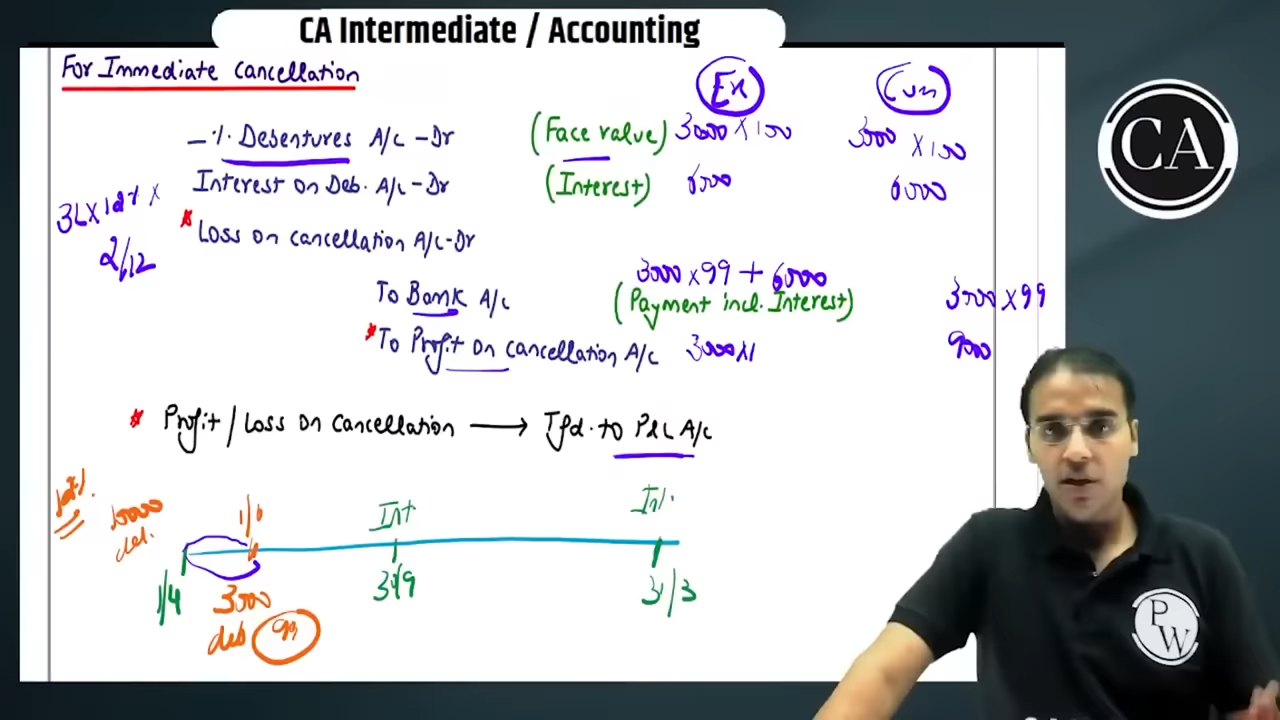 CA Intermediate / Accounting
For Immediate Cancellation
Ex Cum
–% Debentures A/c –Dr (Face value) 3000 × 100 3000 × 100
Interest on Deb. A/c –Dr (Interest) 6000 6000
3L × 12% × 2/12
* Loss on cancellation A/c–Dr
3000 × 99 + 6000
To Bank A/c (Payment incl. Interest) 3000 × 99
* To Profit on cancellation A/c 3000×1 9000
* Profit / Loss on Cancellation → Tfd. to P&L A/c
12%
10000 deb.
1/6 Int Int.
1/4 30/9 31/3
3000 deb 99
CA
PW